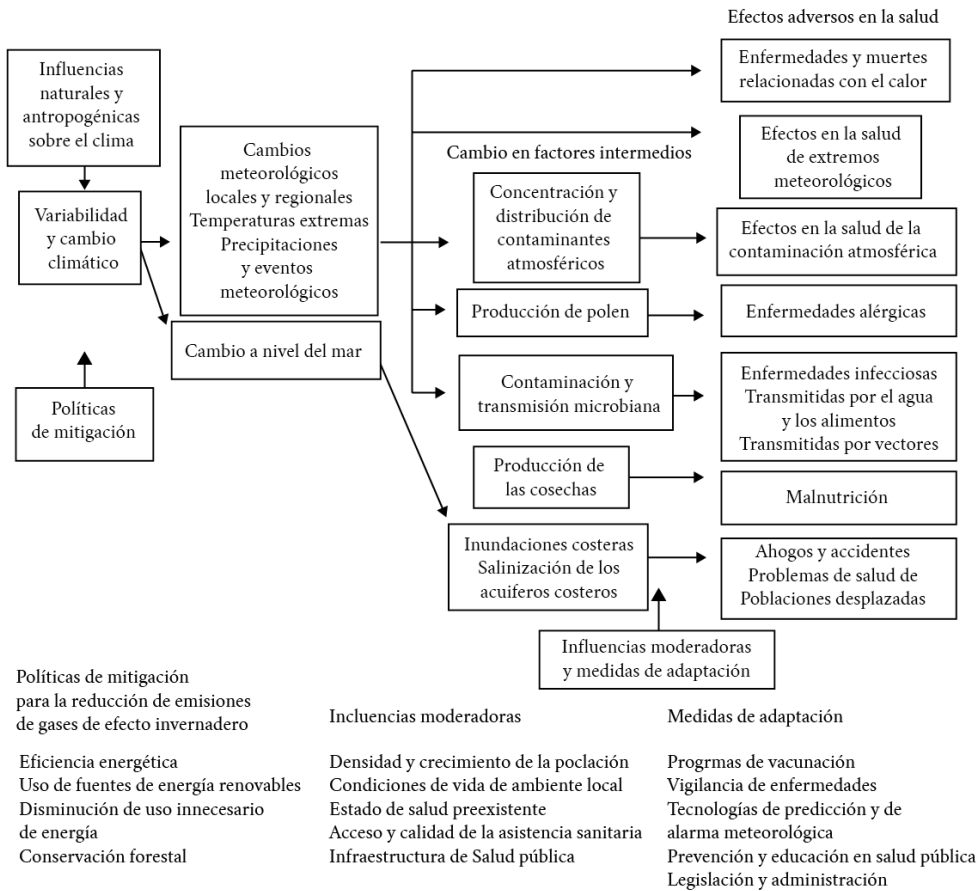 Efectos adversos en la salud
Influencias
naturales y
antropogénicas
sobre el clima
Variabilidad
y cambio
climático
Políticas
de mitigación
Cambios
meteorológicos
locales y regionales
Temperaturas extremas
Precipitaciones
y eventos
meteorológicos
Cambio a nivel del mar
Cambio en factores intermedios
Concentración y
distribución de
contaminantes
atmosféricos
Producción de polen
Contaminación y
transmisión microbiana
Producción de
las cosechas
Inundaciones costeras
Salinización de los
acuiferos costeros
Enfermedades y muertes
relacionadas con el calor
Efectos en la salud
de extremos
meteorológicos
Efectos en la salud de la
contaminación atmosférica
Enfermedades alérgicas
Enfermedades infecciosas
Transmitidas por el agua
y los alimentos
Transmitidas por vectores
Malnutrición
Ahogos y accidentes
Problemas de salud de
Poblaciones desplazadas
Influencias moderadoras
y medidas de adaptación
Políticas de mitigación
para la reducción de emisiones
de gases de efecto invernadero
Eficiencia energética
Uso de fuentes de energía renovables
Disminución de uso innecesario
de energía
Conservación forestal
Incluencias moderadoras
Densidad y crecimiento de la poclación
Condiciones de vida de ambiente local
Estado de salud preexistente
Acceso y calidad de la asistencia sanitaria
Infraestructura de Salud pública
Medidas de adaptación
Progrmas de vacunación
Vigilancia de enfermedades
Tecnologías de predicción y de
alarma meteorológica
Prevención y educación en salud pública
Legislación y administración